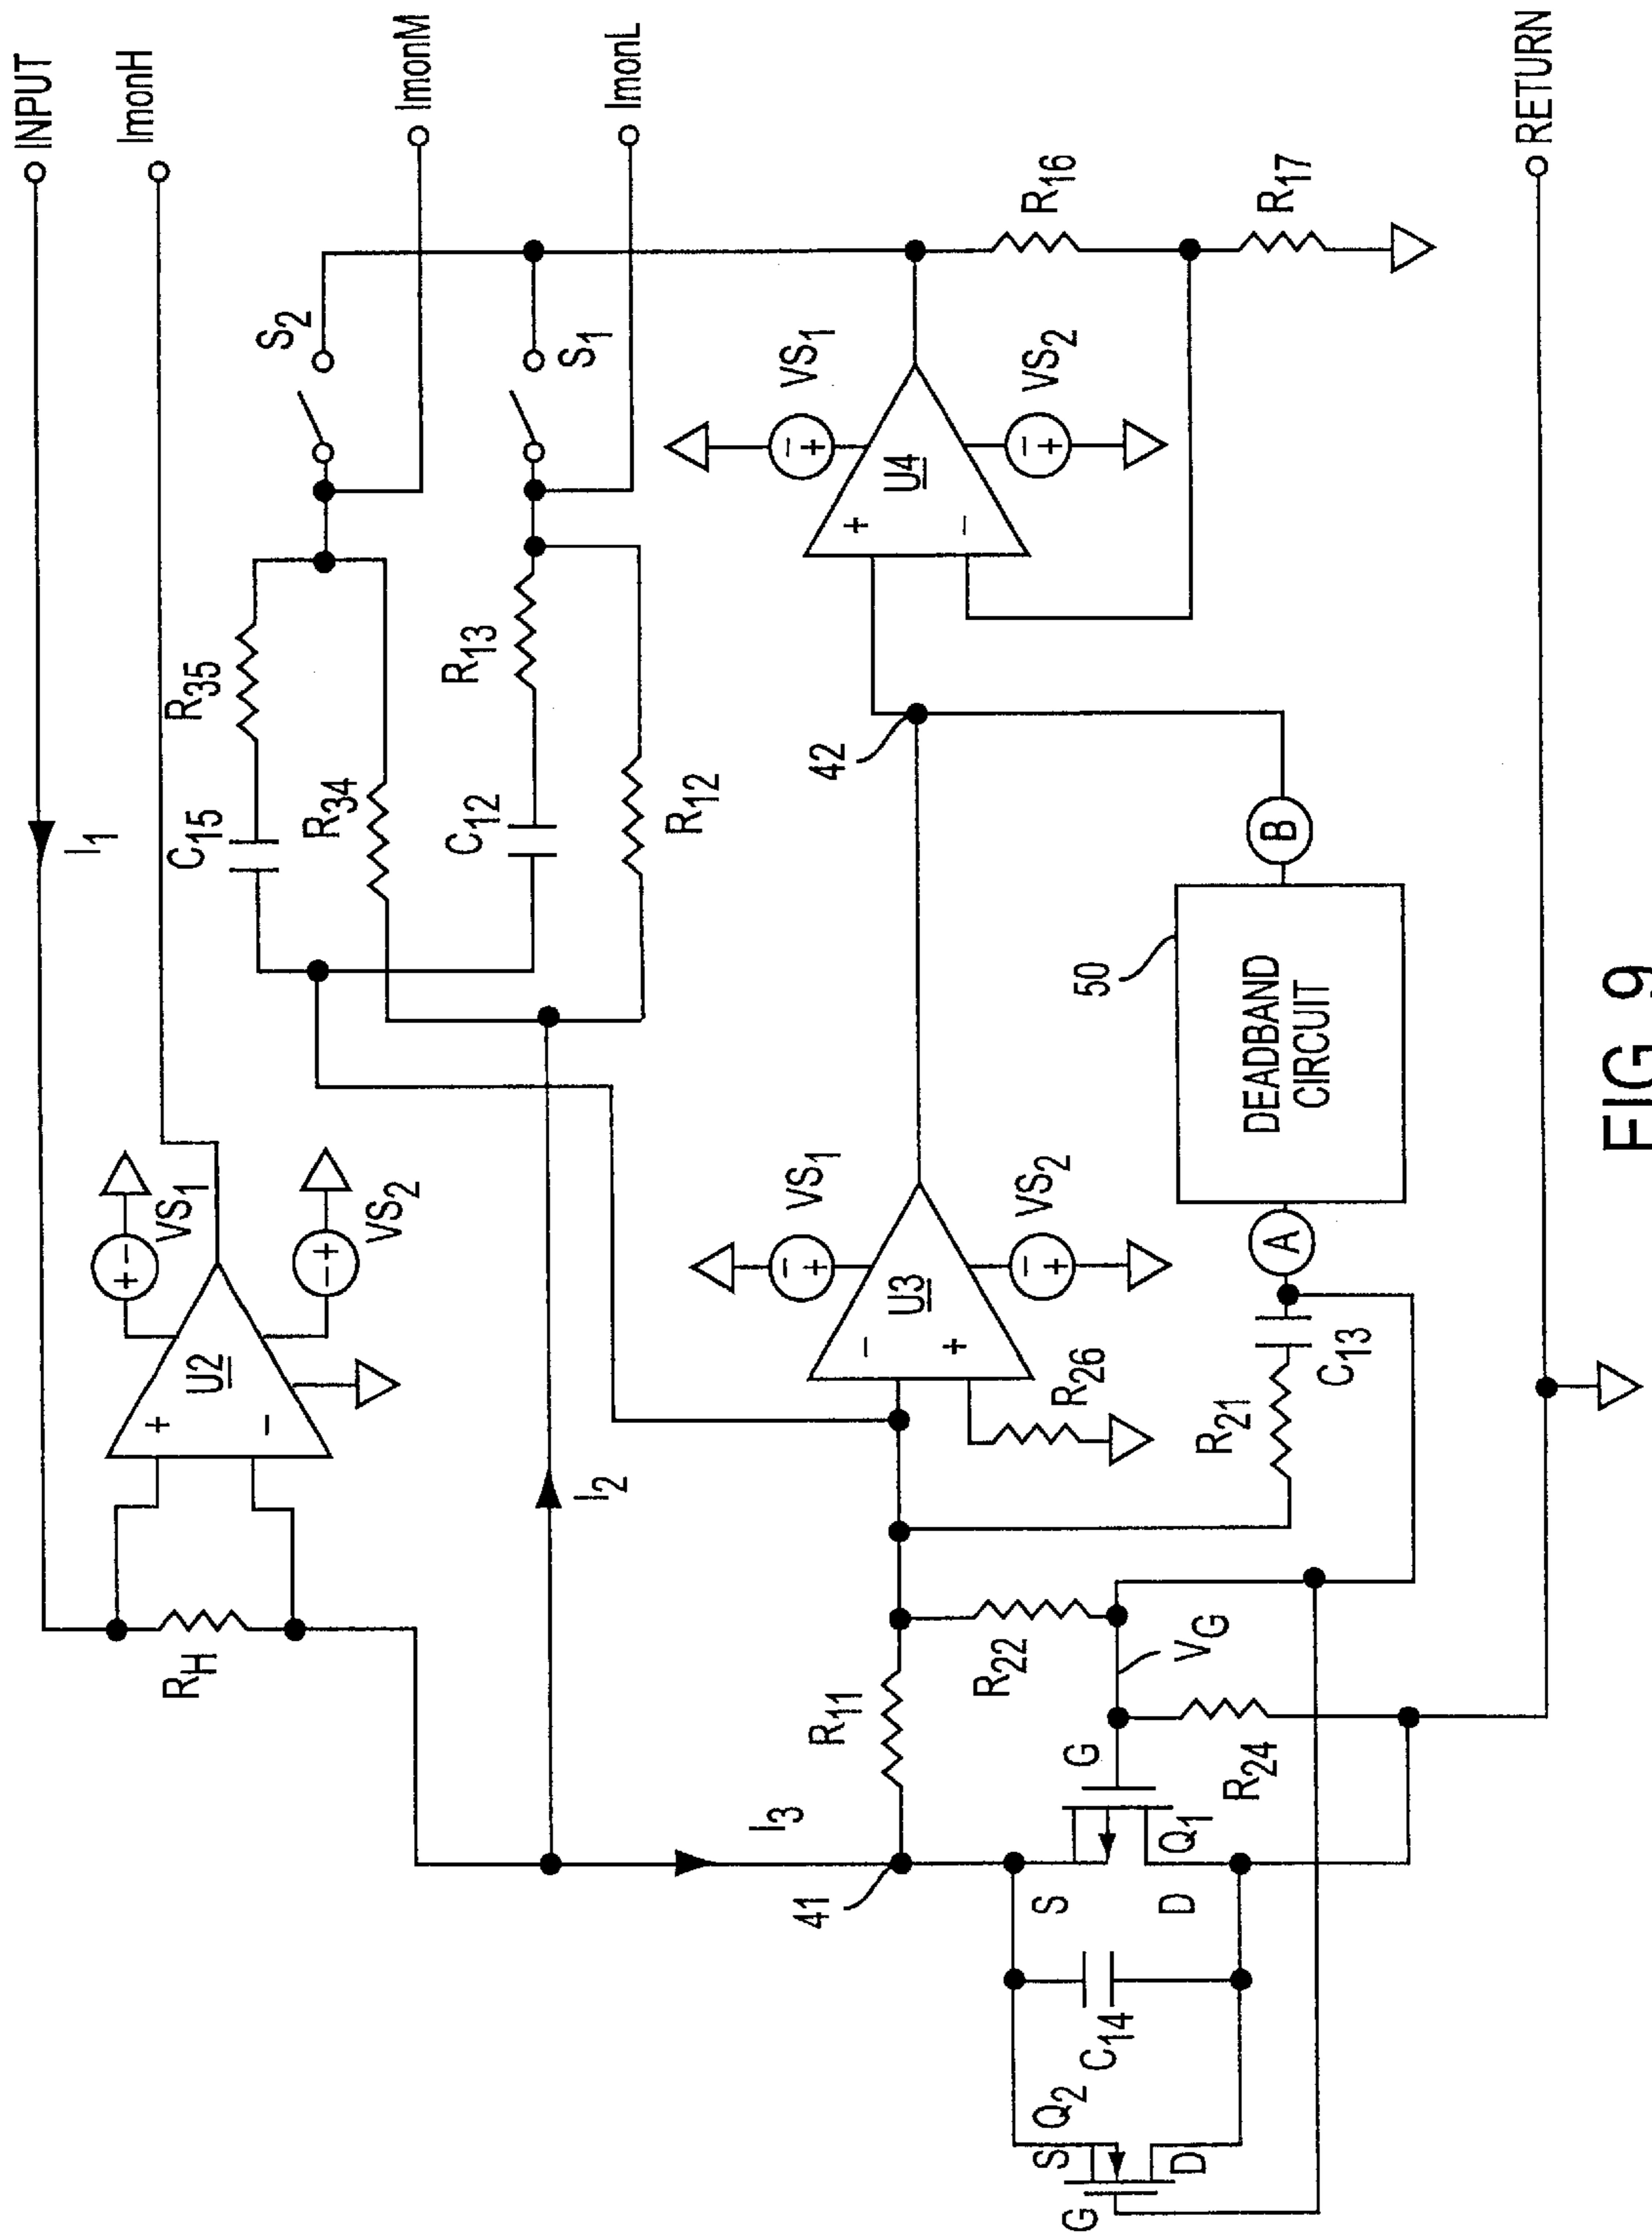 INPUT
ImonH
ImonM
ImonL
I1
S2
S1
R35
C15
R34
R13
C12
R12
VS1
VS2
U2
+
-
RH
I2
I3
R11
41
R22
VG
R24
G
Q1
S
D
C14
Q2
S
G
D
U3
-
+
VS1
VS2
R26
R21
C13
A
50
DEADBAND
CIRCUIT
B
42
U4
+
-
VS1
VS2
R16
R17
RETURN
FIG. 9